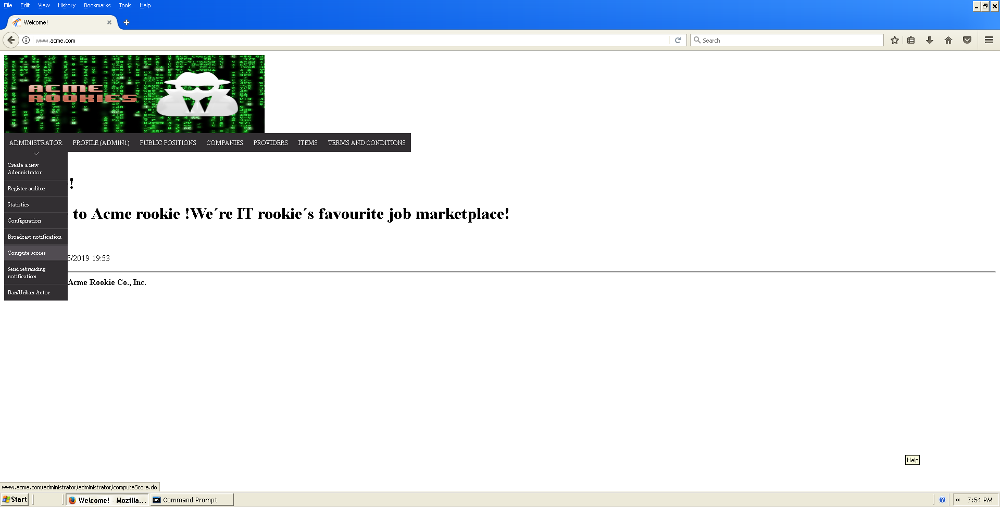 File Edit View History Bookmarks Tools Help
Welcome!
www.acme.com
Search
ACME
ROOKIES
ADMINISTRATOR PROFILE (ADMIN1) PUBLIC POSITIONS COMPANIES PROVIDERS ITEMS TERMS AND CONDITIONS
Create a new
Administrator
Register auditor
!
Statistics
to Acme rookie !We´re IT rookie´s favourite job marketplace!
Configuration
Broadcast notification
Compute scores
5/2019 19:53
Send rebranding
notification
Acme Rookie Co., Inc.
Ban/Unban Actor
Help
www.acme.com/administrator/administrator/computeScore.do
Start Welcome! - Mozilla... Command Prompt « 7:54 PM